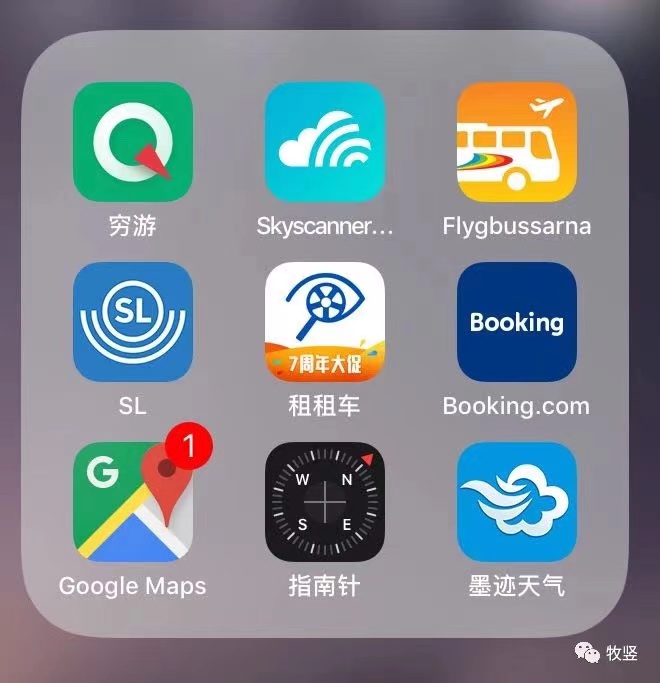 穷游
Skyscanner...
Flygbussarna
SL
SL
7周年大促
租租车
Booking
Booking.com
G
1
Google Maps
W N
S E
指南针
墨迹天气
牧竖